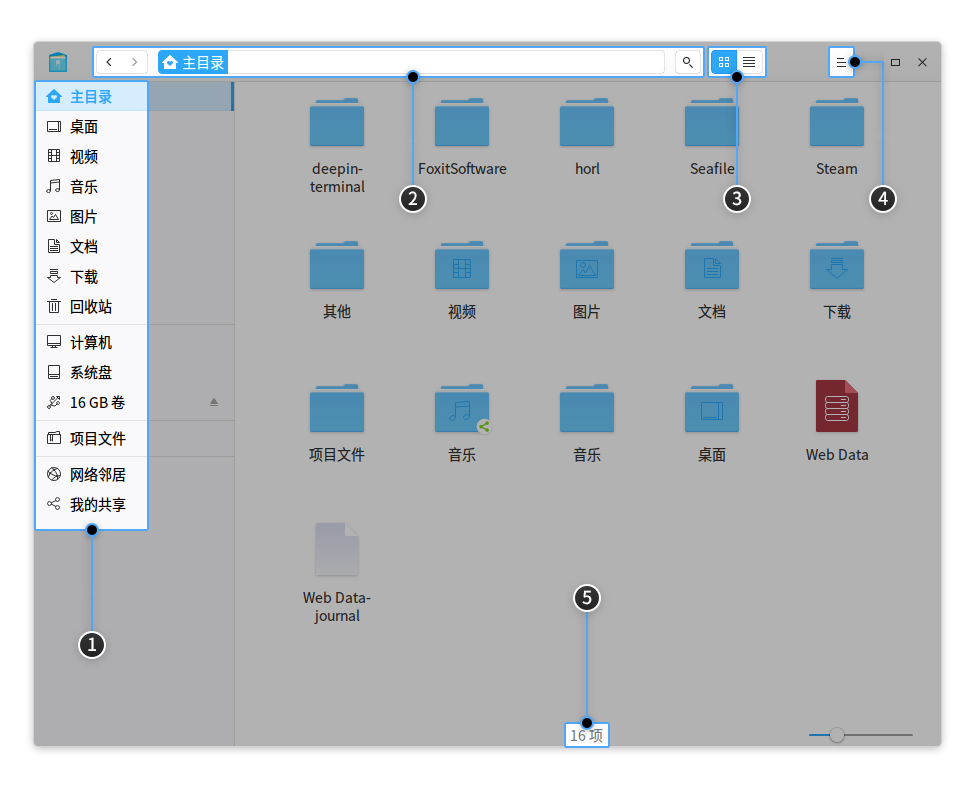 主目录
主目录
桌面
视频
音乐
图片
文档
下载
回收站
计算机
系统盘
16 GB 卷
项目文件
网络邻居
我的共享
deepin-
terminal
FoxitSoftware
horl
Seafile
Steam
2
3
4
其他
视频
图片
文档
下载
项目文件
音乐
音乐
桌面
Web Data
Web Data-
journal
5
1
16 项